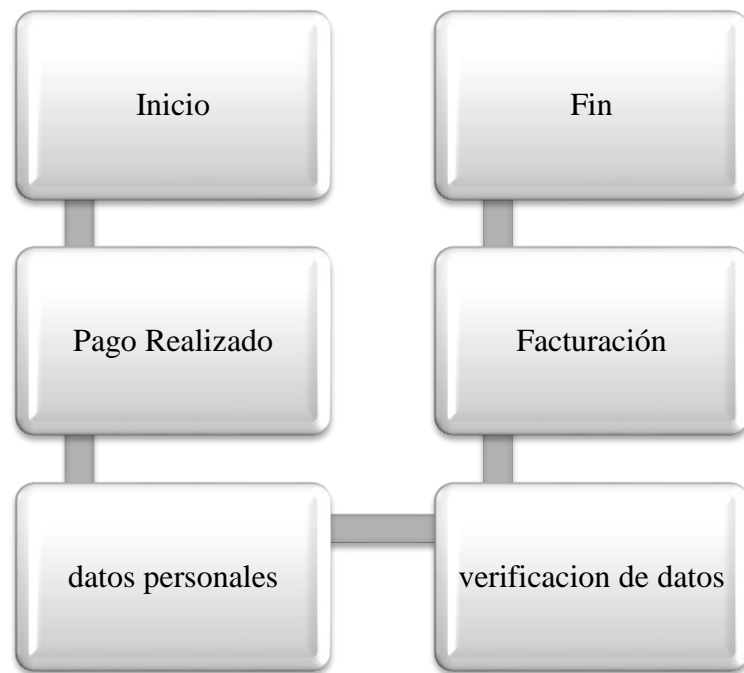 Inicio
Pago Realizado
datos personales
verificacion de datos
Facturación
Fin